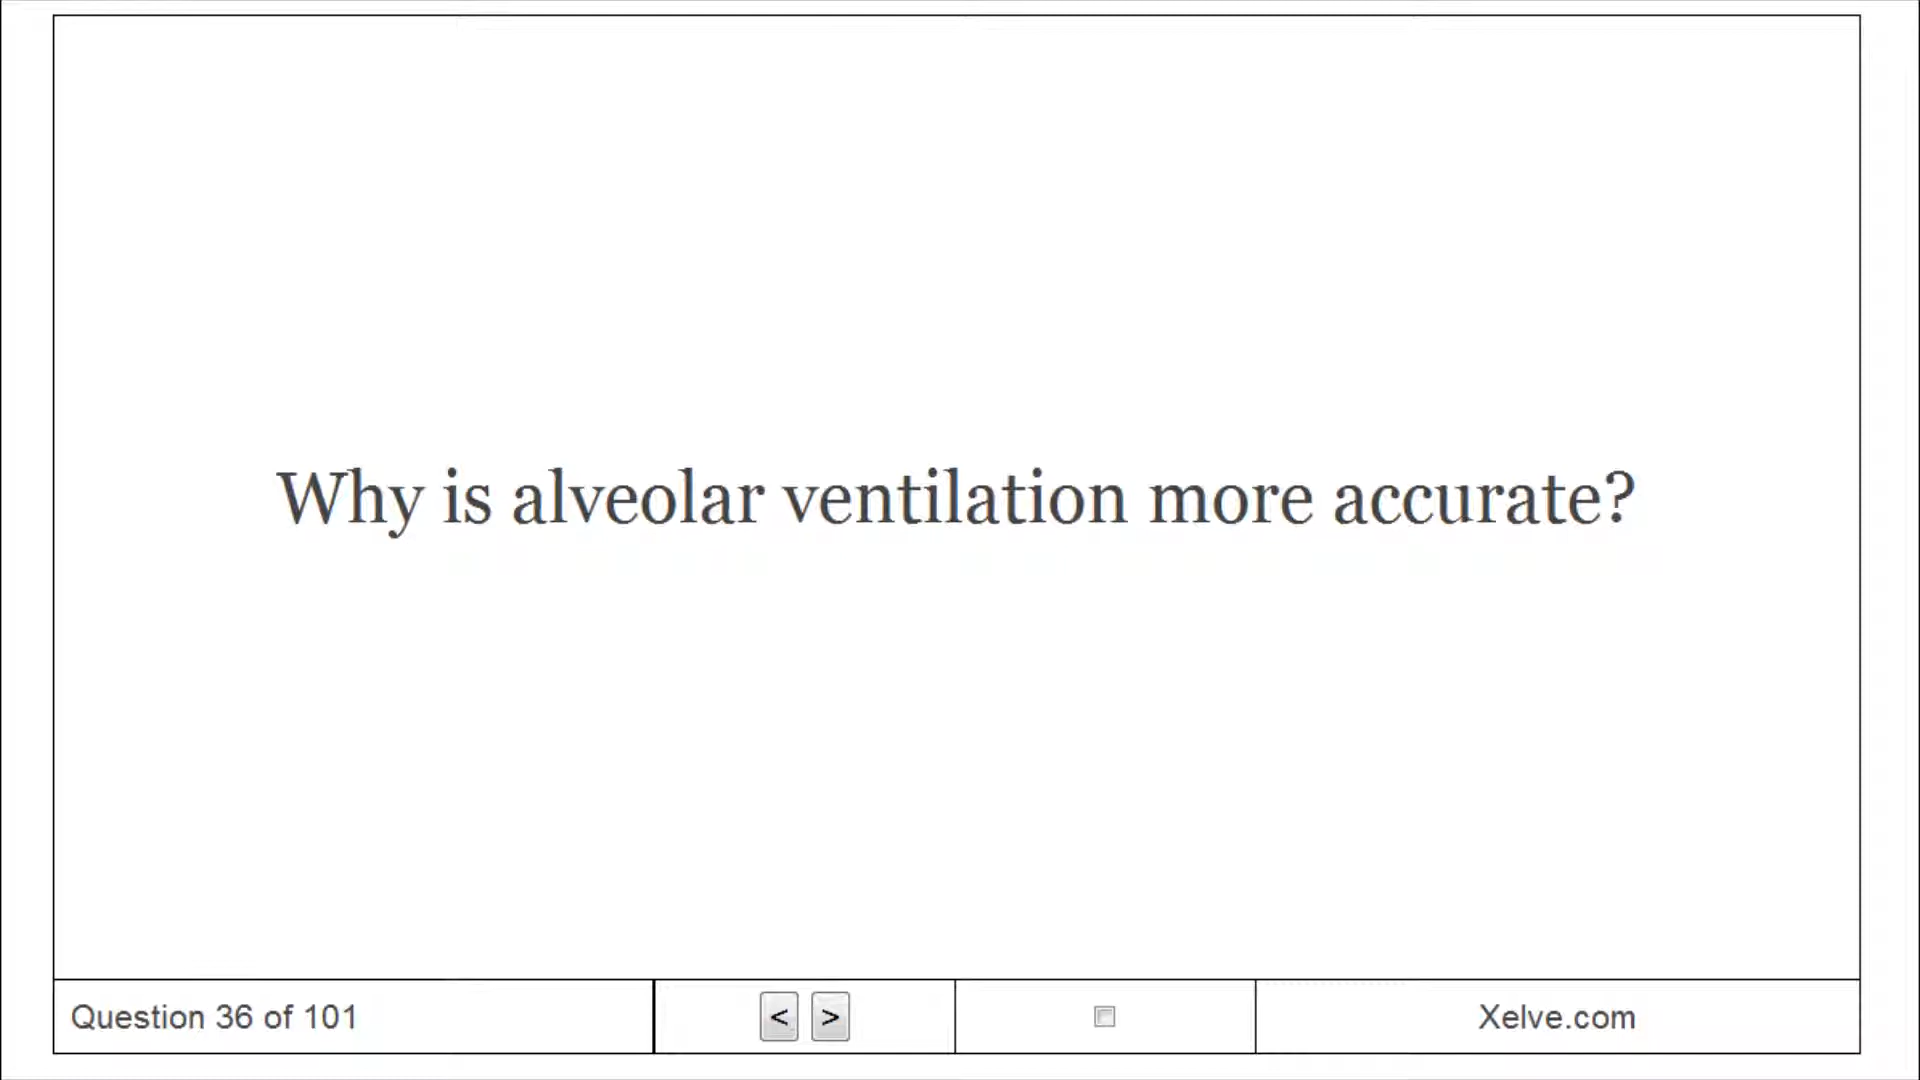 Why is alveolar ventilation more accurate?
Question 36 of 101
< >
Xelve.com